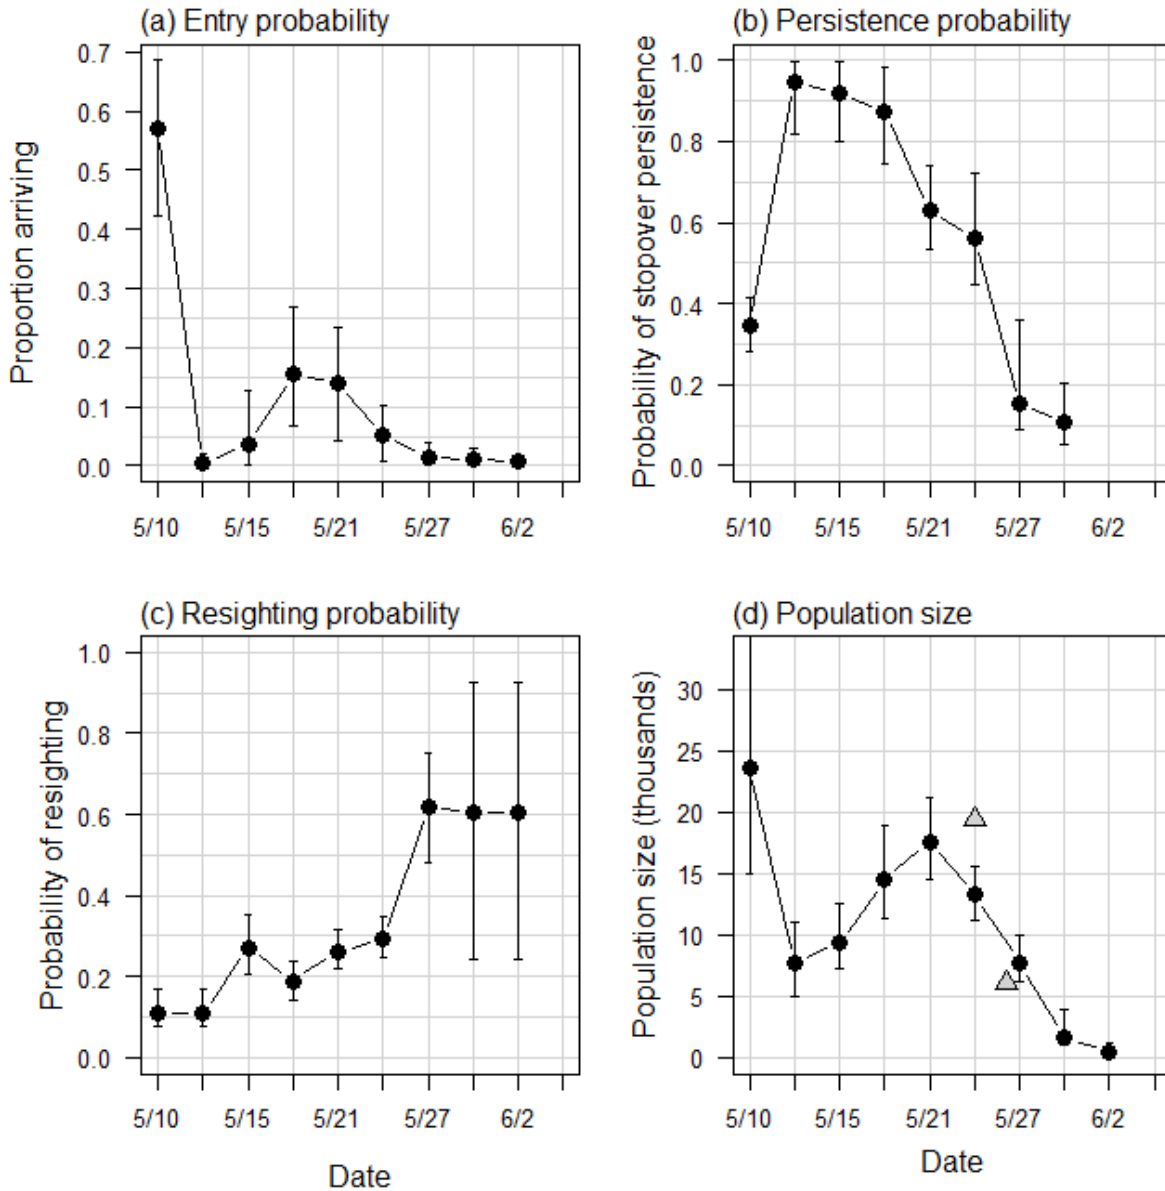 (a) Entry probability
Proportion arriving
0.7
0.6
0.5
0.4
0.3
0.2
0.1
0.0
5/10 5/15 5/21 5/27 6/2
(b) Persistence probability
Probability of stopover persistence
1.0
0.8
0.6
0.4
0.2
0.0
5/10 5/15 5/21 5/27 6/2
(c) Resighting probability
Probability of resighting
1.0
0.8
0.6
0.4
0.2
0.0
5/10 5/15 5/21 5/27 6/2
Date
(d) Population size
Population size (thousands)
30
25
20
15
10
5
0
5/10 5/15 5/21 5/27 6/2
Date